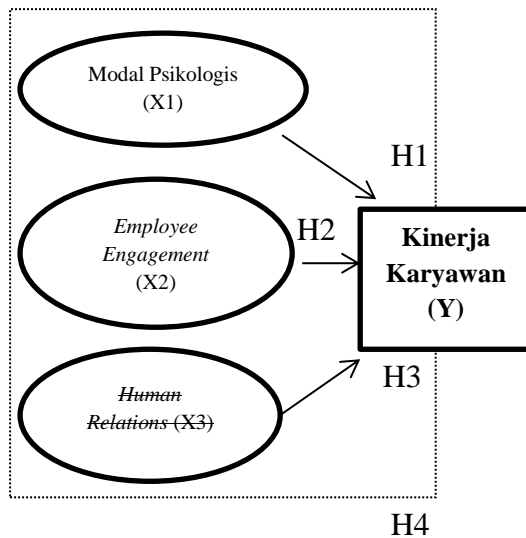 Modal Psikologis
(X1)
H1
Employee
Engagement
(X2)
H2
Kinerja
Karyawan
(Y)
Human
Relations (X3)
H3
H4